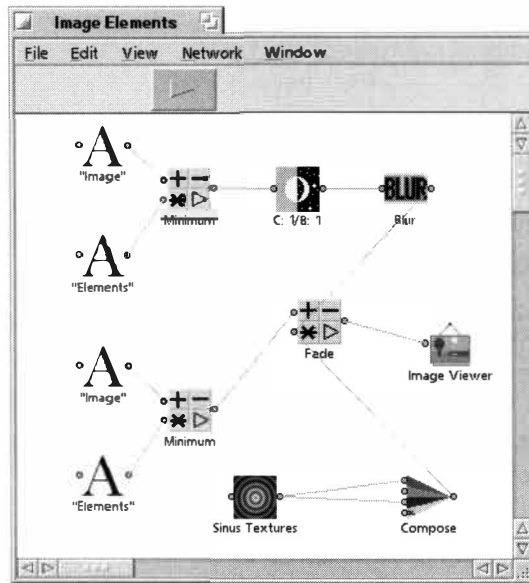 Image Elements
File Edit View Network Window
A
"Image"
Minimum
C: 1/B: 1
BLUR
Blur
A
"Elements"
Fade
Image Viewer
A
"Image"
Minimum
A
"Elements"
Sinus Textures
Compose